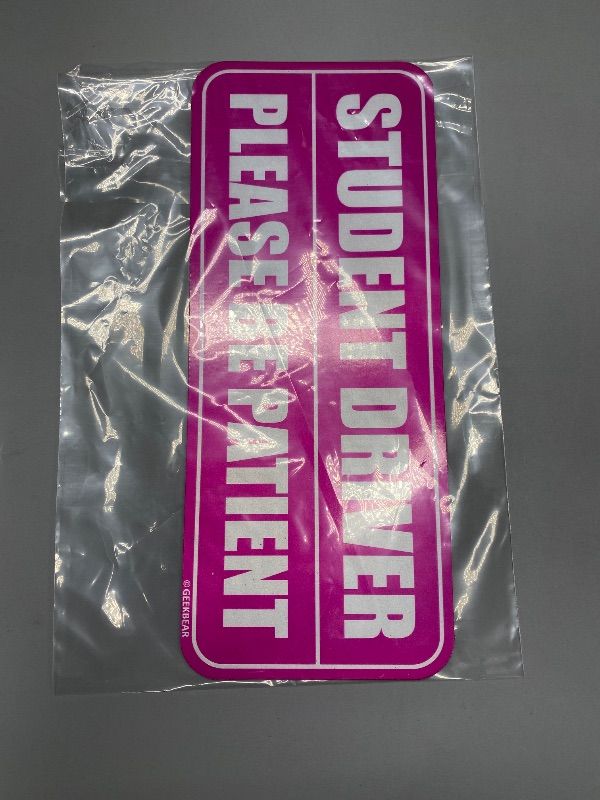 STUDENT DRIVER
PLEASE BE PATIENT
© GEEKBEAR